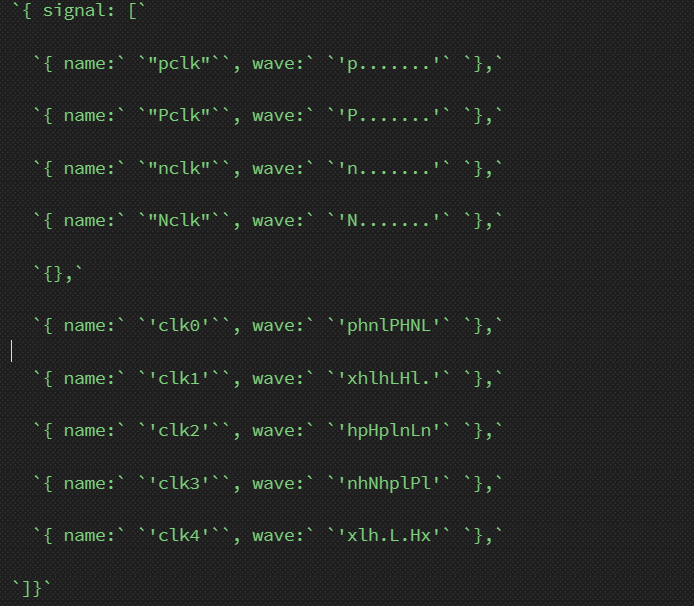 `{ signal: [`
`{ name:` `"pclk"``, wave:` `'p.......'` `},`
`{ name:` `"Pclk"``, wave:` `'P.......'` `},`
`{ name:` `"nclk"``, wave:` `'n.......'` `},`
`{ name:` `"Nclk"``, wave:` `'N.......'` `},`
`{},`
`{ name:` `'clk0'``, wave:` `'phnlPHNL'` `},`
`{ name:` `'clk1'``, wave:` `'xhlhLHl.'` `},`
`{ name:` `'clk2'``, wave:` `'hpHplnLn'` `},`
`{ name:` `'clk3'``, wave:` `'nhNhplPl'` `},`
`{ name:` `'clk4'``, wave:` `'xlh.L.Hx'` `},`
`]}`